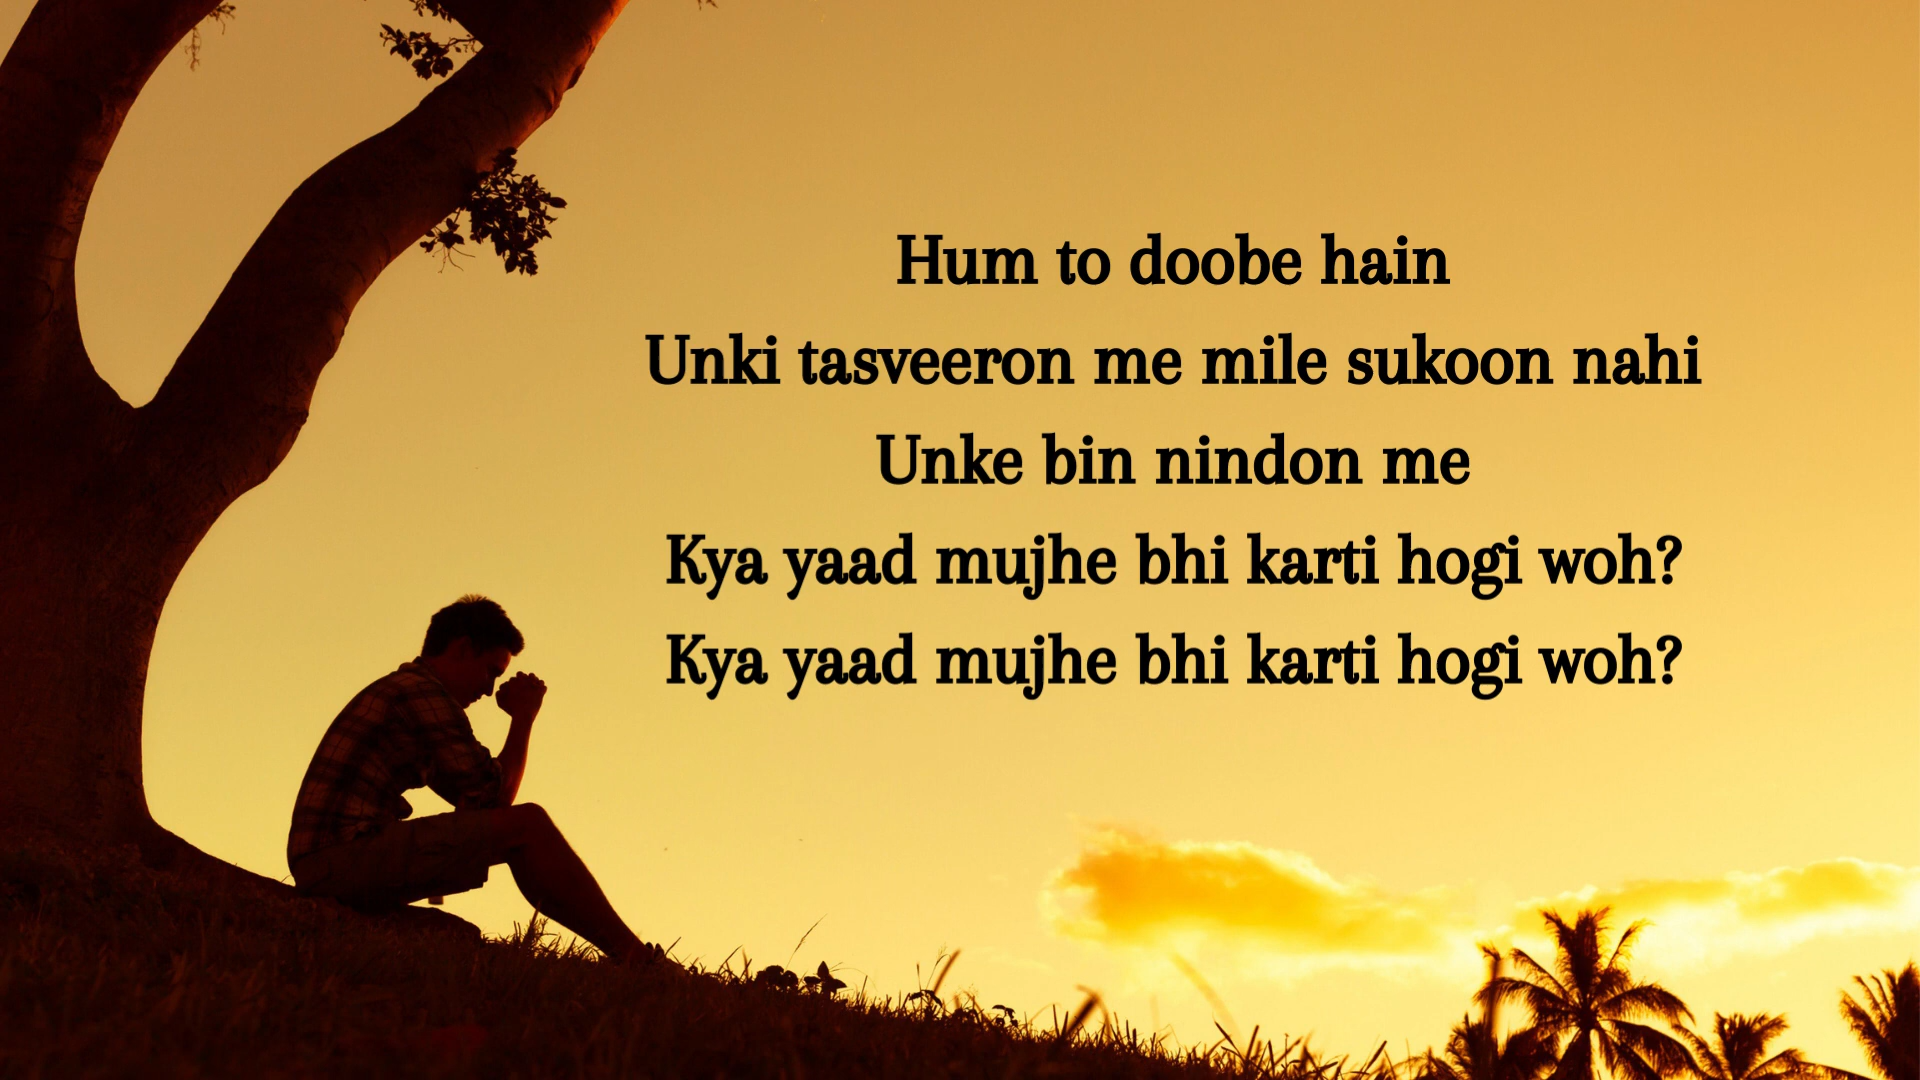 Hum to doobe hain
Unki tasveeron me mile sukoon nahi
Unke bin nindon me
Kya yaad mujhe bhi karti hogi woh?
Kya yaad mujhe bhi karti hogi woh?